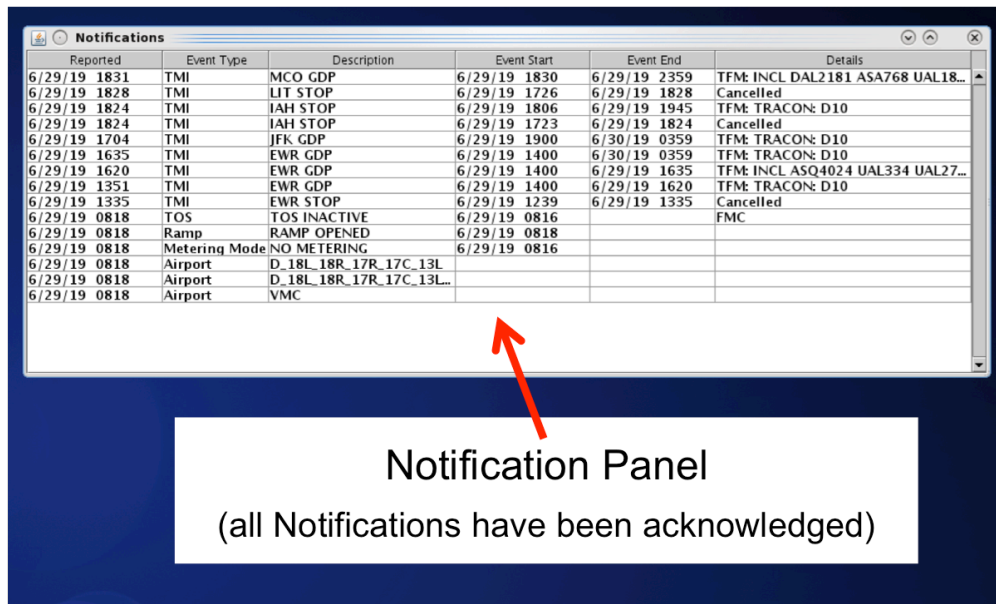 Notifications
Reported Event Type Description Event Start Event End Details
6/29/19 1831 TMI MCO GDP 6/29/19 1830 6/29/19 2359 TFM: INCL DAL2181 ASA768 UAL18...
6/29/19 1828 TMI LIT STOP 6/29/19 1726 6/29/19 1828 Cancelled
6/29/19 1824 TMI IAH STOP 6/29/19 1806 6/29/19 1945 TFM: TRACON: D10
6/29/19 1824 TMI IAH STOP 6/29/19 1723 6/29/19 1824 Cancelled
6/29/19 1704 TMI JFK GDP 6/29/19 1900 6/30/19 0359 TFM: TRACON: D10
6/29/19 1635 TMI EWR GDP 6/29/19 1400 6/30/19 0359 TFM: TRACON: D10
6/29/19 1620 TMI EWR GDP 6/29/19 1400 6/29/19 1635 TFM: INCL ASQ4024 UAL334 UAL27...
6/29/19 1351 TMI EWR GDP 6/29/19 1400 6/29/19 1620 TFM: TRACON: D10
6/29/19 1335 TMI EWR STOP 6/29/19 1239 6/29/19 1335 Cancelled
6/29/19 0818 TOS TOS INACTIVE 6/29/19 0816 FMC
6/29/19 0818 Ramp RAMP OPENED 6/29/19 0818
6/29/19 0818 Metering Mode NO METERING 6/29/19 0816
6/29/19 0818 Airport D_18L_18R_17R_17C_13L
6/29/19 0818 Airport D_18L_18R_17R_17C_13L...
6/29/19 0818 Airport VMC
Notification Panel
(all Notifications have been acknowledged)